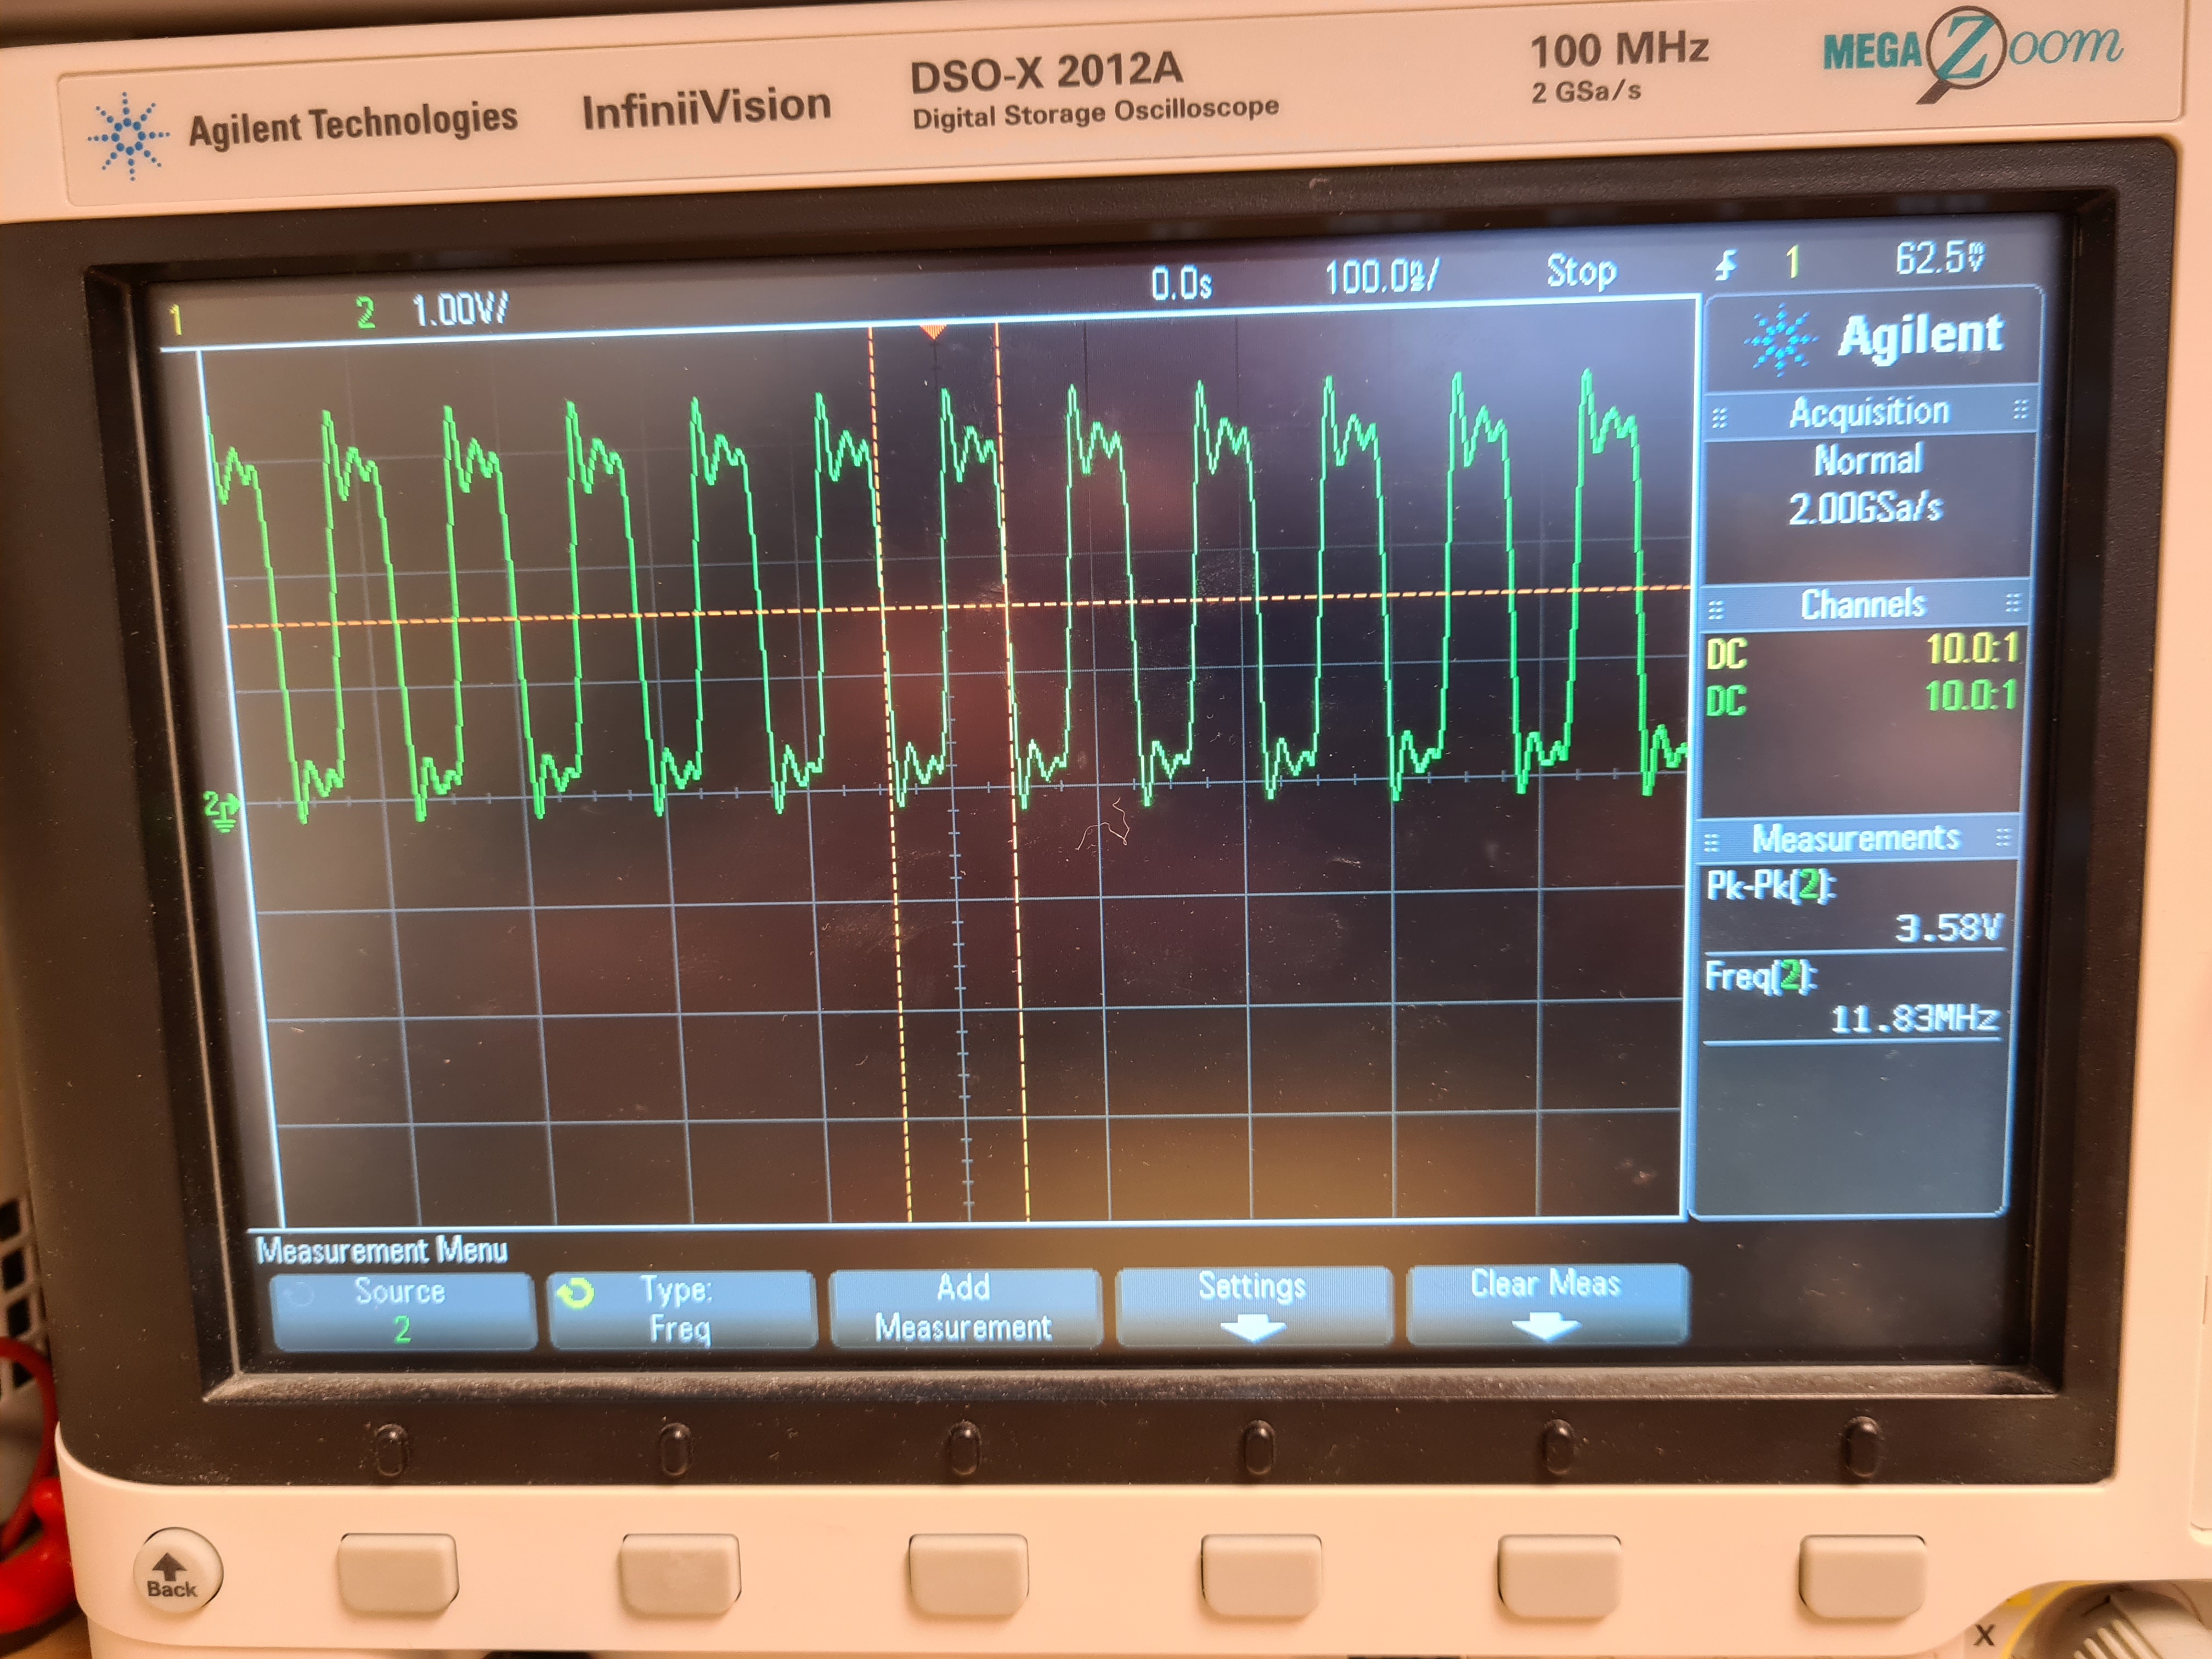 Agilent Technologies InfiniiVision DSO-X 2012A 100 MHz MEGA Zoom
Digital Storage Oscilloscope 2 GSa/s
1 2 1.00V/ 0.0s 100.0ns/ Stop 1 62.5mV
Agilent
Acquisition
Normal
2.00GSa/s
Channels
DC 10.0:1
DC 10.0:1
2
Measurements
Pk-Pk(2):
3.58V
Freq(2):
11.83MHz
Measurement Menu
Source
2
Type:
Freq
Add
Measurement
Settings
Clear Meas
Back
X